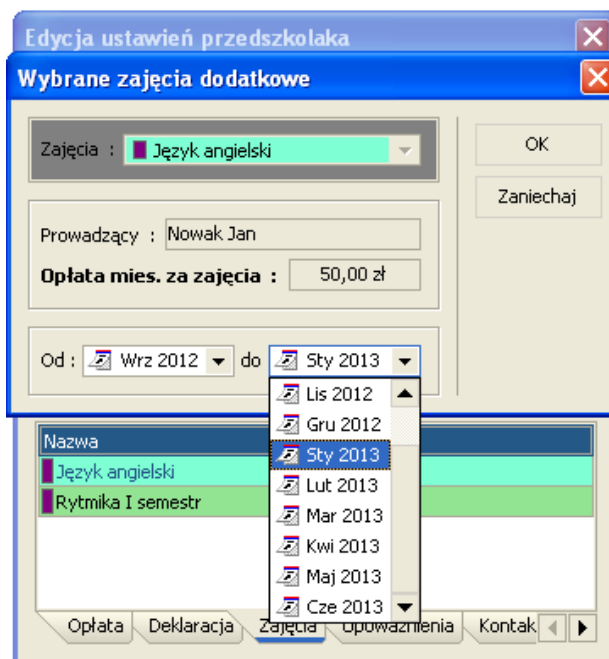 Edycja ustawień przedszkolaka
Wybrane zajęcia dodatkowe
Zajęcia : Język angielski
OK
Zaniechaj
Prowadzący : Nowak Jan
Opłata mies. za zajęcia : 50,00 zł
Od : Wrz 2012 do Sty 2013
Lis 2012
Gru 2012
Sty 2013
Lut 2013
Mar 2013
Kwi 2013
Maj 2013
Cze 2013
Nazwa
Język angielski
Rytmika I semestr
Opłata Deklaracja Zajęcia Upoważnienia Kontak